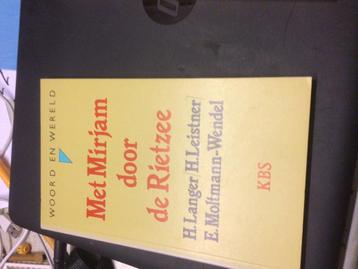 WOORD EN WERELD
Met Mirjam
door
de Rietzee
H. Langer H. Leistner
E. Moltmann-Wendel
KBS